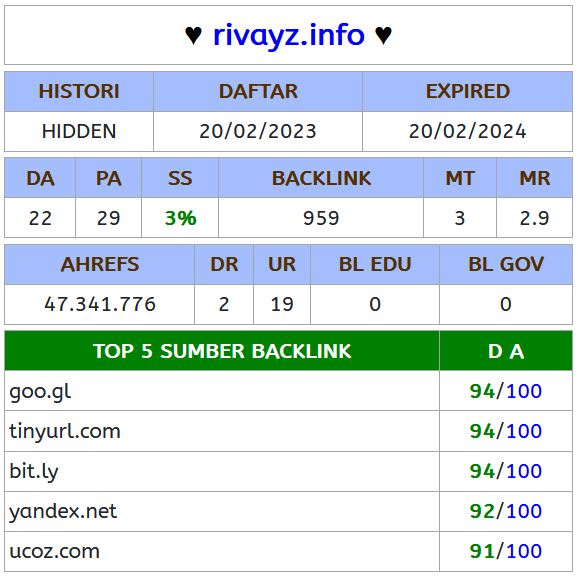 ♥ rivayz.info ♥
HISTORI DAFTAR EXPIRED
HIDDEN 20/02/2023 20/02/2024
DA PA SS BACKLINK MT MR
22 29 3% 959 3 2.9
AHREFS DR UR BL EDU BL GOV
47.341.776 2 19 0 0
TOP 5 SUMBER BACKLINK D A
goo.gl 94/100
tinyurl.com 94/100
bit.ly 94/100
yandex.net 92/100
ucoz.com 91/100